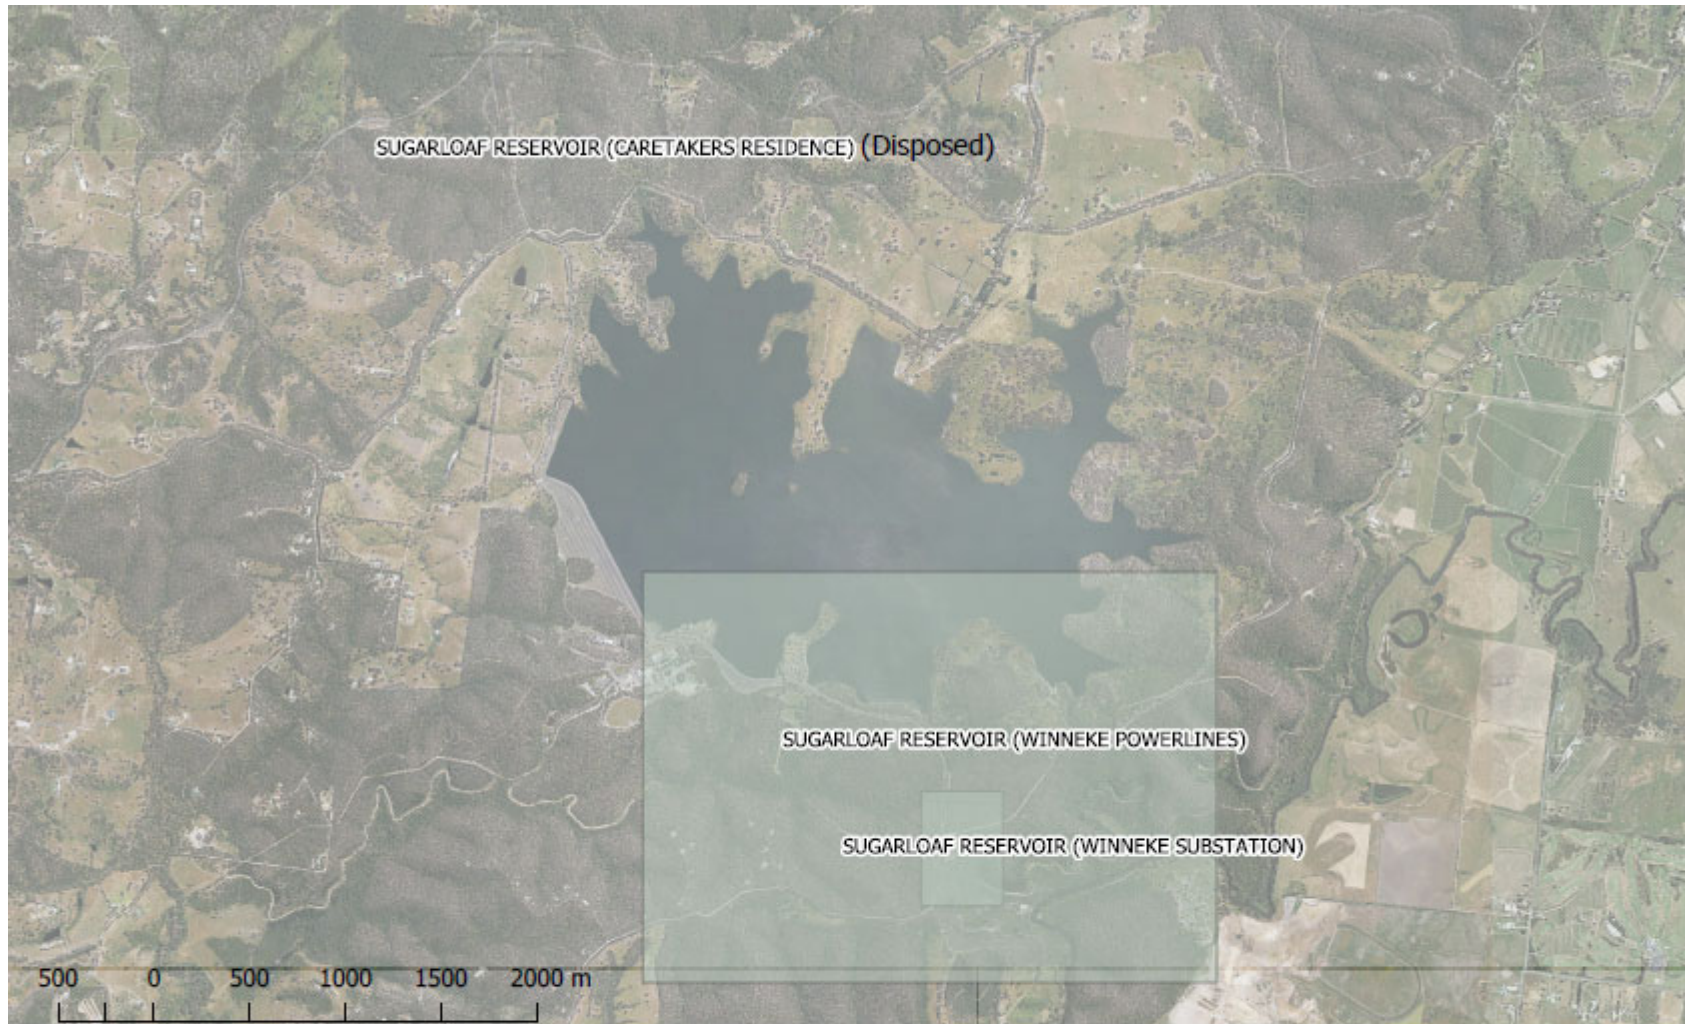 SUGARLOAF RESERVOIR (CARETAKERS RESIDENCE) (Disposed)
SUGARLOAF RESERVOIR (WINNEKE POWERLINES)
SUGARLOAF RESERVOIR (WINNEKE SUBSTATION)
500 0 500 1000 1500 2000 m